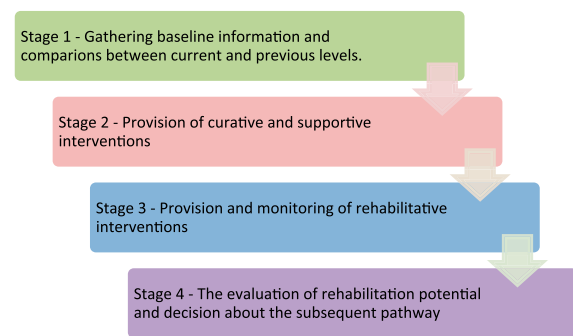 Stage 1 - Gathering baseline information and
comparions between current and previous levels.
Stage 2 - Provision of curative and supportive
interventions
Stage 3 - Provision and monitoring of rehabilitative
interventions
Stage 4 - The evaluation of rehabilitation potential
and decision about the subsequent pathway